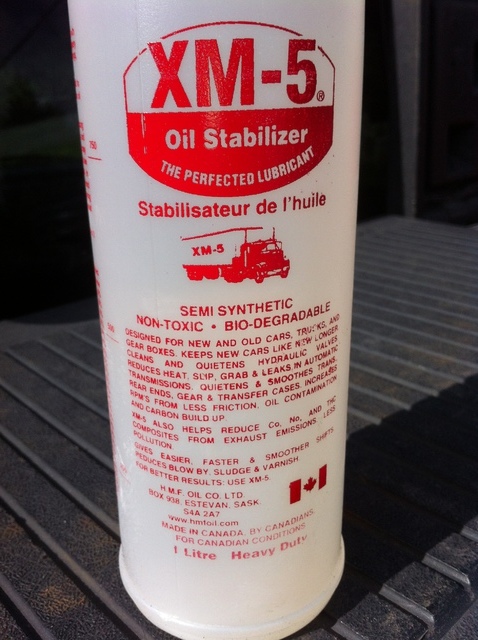 XM-5®
Oil Stabilizer
THE PERFECTED LUBRICANT
Stabilisateur de l'huile
XM-5
SEMI SYNTHETIC
NON-TOXIC • BIO-DEGRADABLE
DESIGNED FOR NEW AND OLD CARS, TRUCKS, AND
GEAR BOXES. KEEPS NEW CARS LIKE NEW LONGER
CLEANS AND QUIETENS HYDRAULIC VALVES
REDUCES HEAT, SLIP, GRAB & LEAKS, IN AUTOMATIC
TRANSMISSIONS. QUIETENS & SMOOTHES TRANS.
REAR ENDS, GEAR & TRANSFER CASES. INCREASES
RPM'S FROM LESS FRICTION, OIL CONTAMINATION
AND CARBON BUILD UP.
XM-5 ALSO HELPS REDUCE Co, No, AND THC
COMPOSITES FROM EXHAUST EMISSIONS LESS
POLLUTION.
GIVES EASIER, FASTER & SMOOTHER SHIFTS.
REDUCES BLOW BY, SLUDGE & VARNISH.
FOR BETTER RESULTS: USE XM-5
H.M.F. OIL CO. LTD.
BOX 938, ESTEVAN, SASK.
S4A 2A7
www.hmfoil.com
MADE IN CANADA, BY CANADIANS,
FOR CANADIAN CONDITIONS
1 Litre Heavy Duty